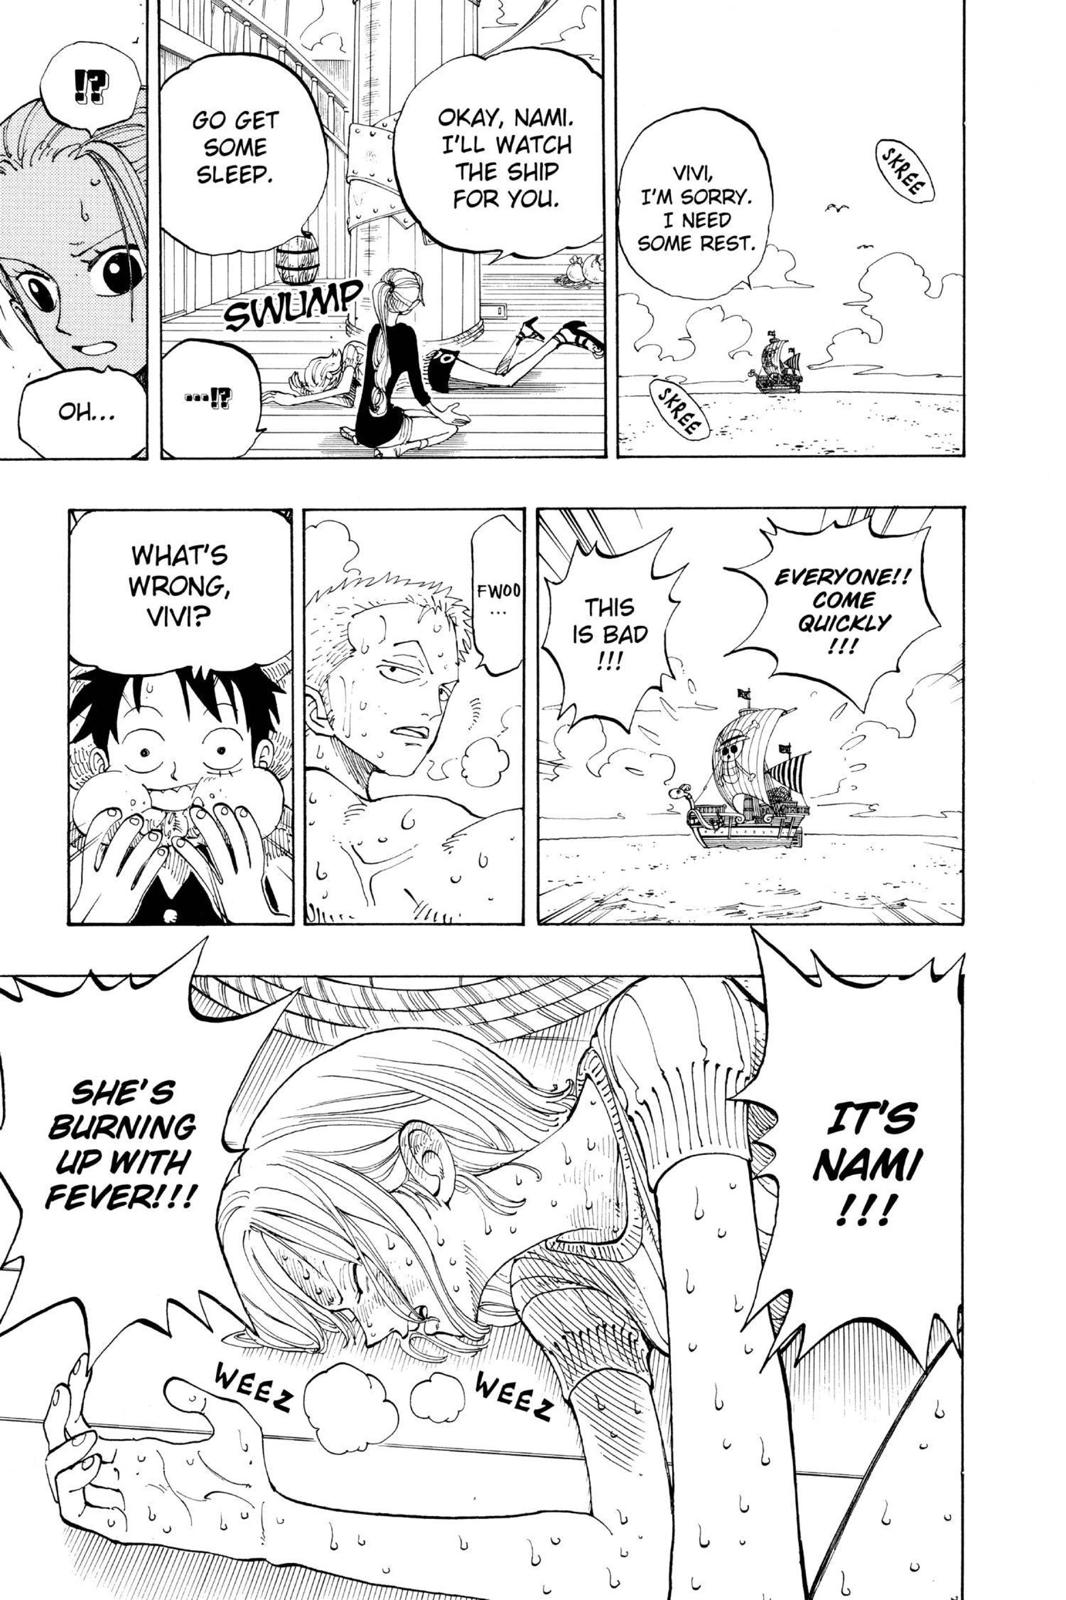 SKREE
VIVI,
I'M SORRY.
I NEED
SOME REST.
SKREE
OKAY, NAMI.
I'LL WATCH
THE SHIP
FOR YOU.
GO GET
SOME
SLEEP.
SWUMP
...!?
!?
OH...
EVERYONE!!
COME
QUICKLY
!!!
THIS
IS BAD
!!!
FWOO
...
WHAT'S
WRONG,
VIVI?
IT'S
NAMI
!!!
SHE'S
BURNING
UP WITH
FEVER!!!
WEEZ
WEEZ